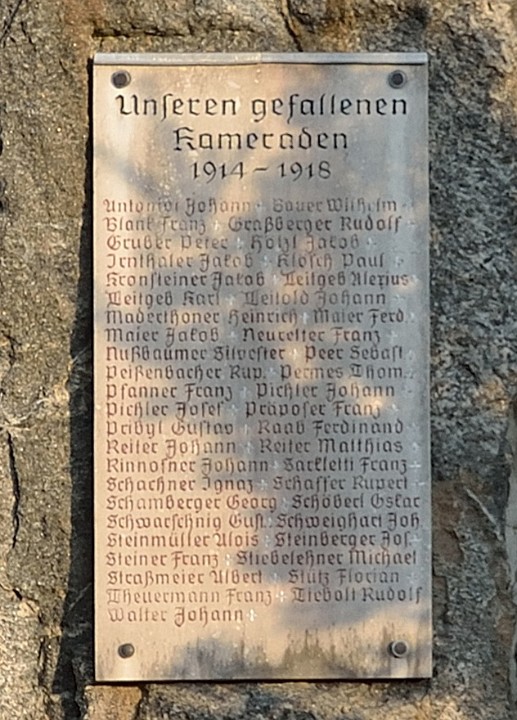 Unseren gefallenen
Kameraden
1914 – 1918
Johann Bauer Wilhelm
Blank Franz Graßberger Rudolf
Gruber Peter Hölzl Jakob
Irnthaler Jakob Klösch Paul
Kronsteiner Jakob Leitgeb Alexius
Leitgeb Karl Leitold Johann
Maderthoner Heinrich Maier Ferd.
Maier Jakob Neureiter Franz
Nußbaumer Silvester Peer Sebast.
Peißenbacher Rup. Permes Thom.
Pfanner Franz Pichler Johann
Pichler Josef Präposer Franz
Pribyl Gustav Raab Ferdinand
Reiter Johann Reiter Matthias
Rinnofner Johann Sarkletti Franz
Schachner Ignaz Schaffer Rupert
Schamberger Georg Schöberl Oskar
Schwarschnig Gust. Schweighart Joh.
Steinmüller Alois Steinberger Jos.
Steiner Franz Stiebelehner Michael
Straßmeier Albert Stütz Florian
Theuermann Franz Tiebolt Rudolf
Walter Johann